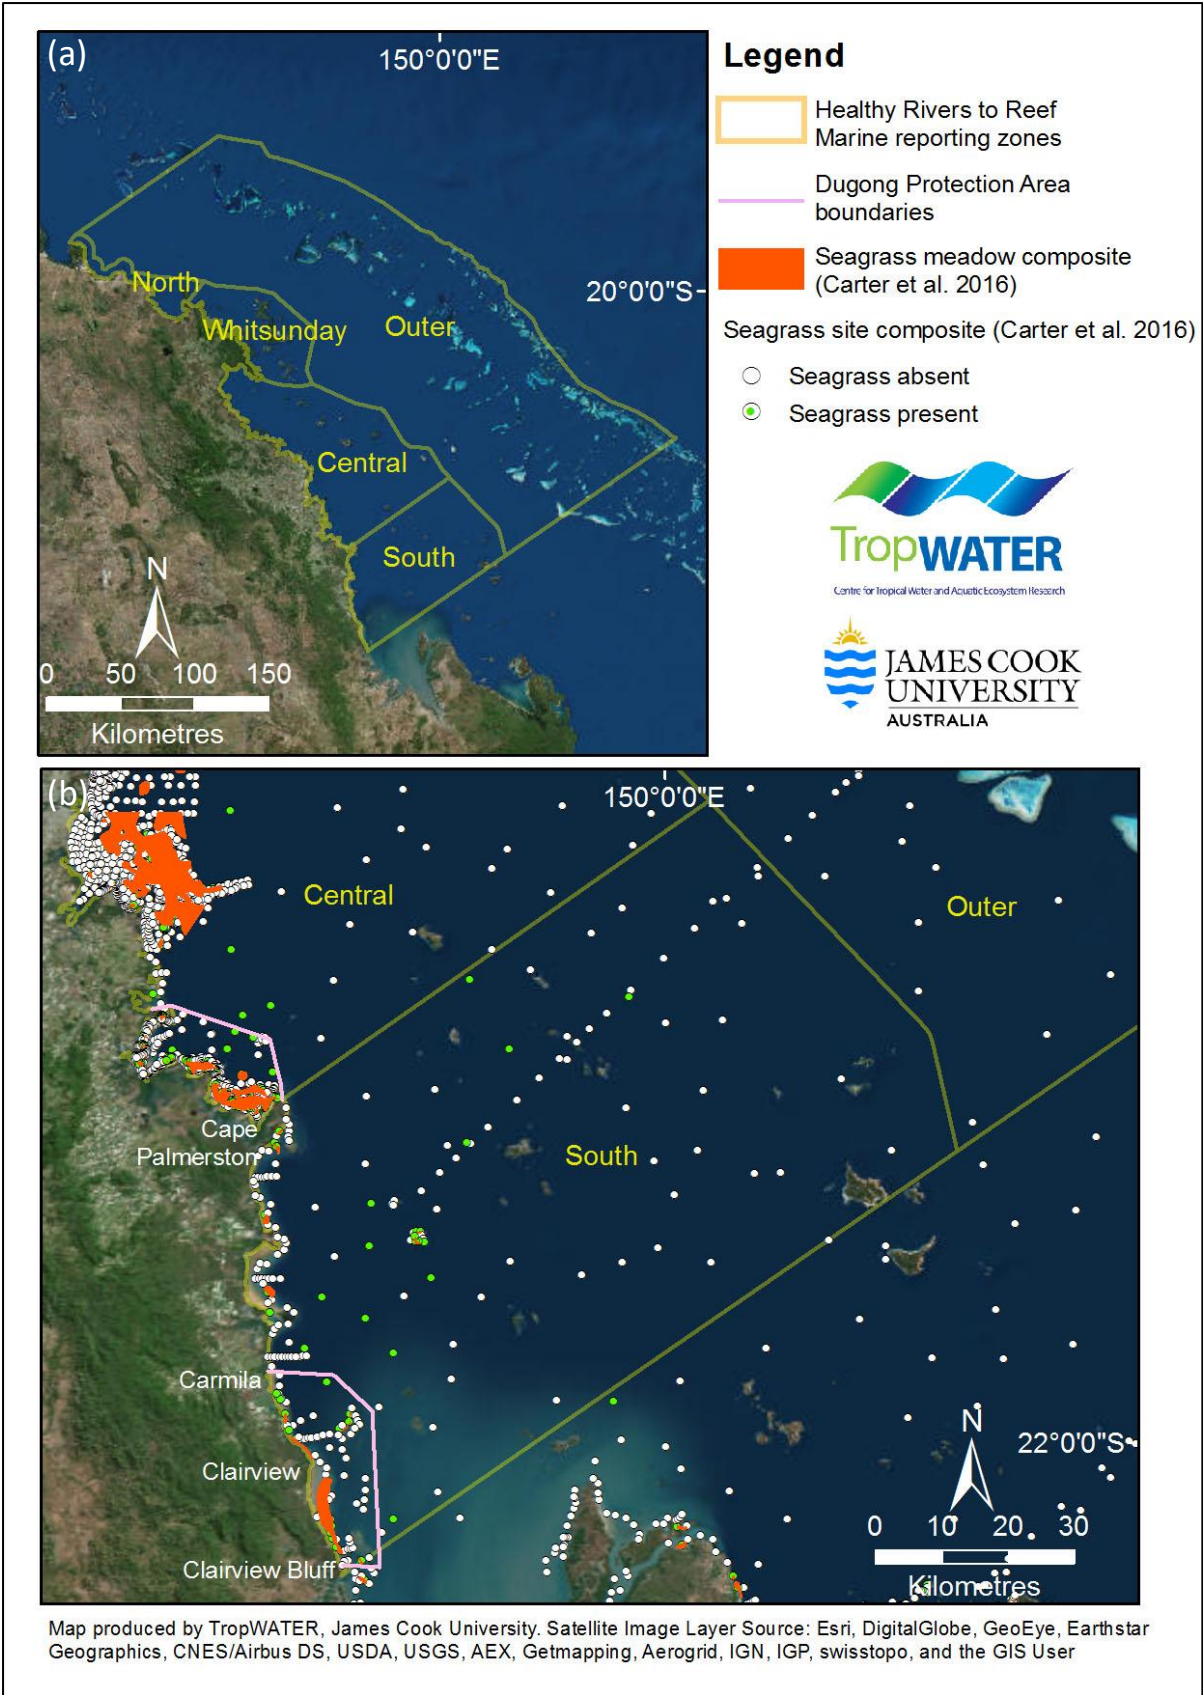 (a)
150°0'0"E
20°0'0"S
North
Whitsunday
Outer
Central
South
N
0 50 100 150
Kilometres
Legend
Healthy Rivers to Reef
Marine reporting zones
Dugong Protection Area
boundaries
Seagrass meadow composite
(Carter et al. 2016)
Seagrass site composite (Carter et al. 2016)
Seagrass absent
Seagrass present
TropWATER
Centre for Tropical Water and Aquatic Ecosystem Research
JAMES COOK
UNIVERSITY
AUSTRALIA
(b)
150°0'0"E
Central
Outer
Cape
Palmerston
South
Carmila
Clairview
Clairview Bluff
22°0'0"S
N
0 10 20 30
Kilometres
Map produced by TropWATER, James Cook University. Satellite Image Layer Source: Esri, DigitalGlobe, GeoEye, Earthstar
Geographics, CNES/Airbus DS, USDA, USGS, AEX, Getmapping, Aerogrid, IGN, IGP, swisstopo, and the GIS User